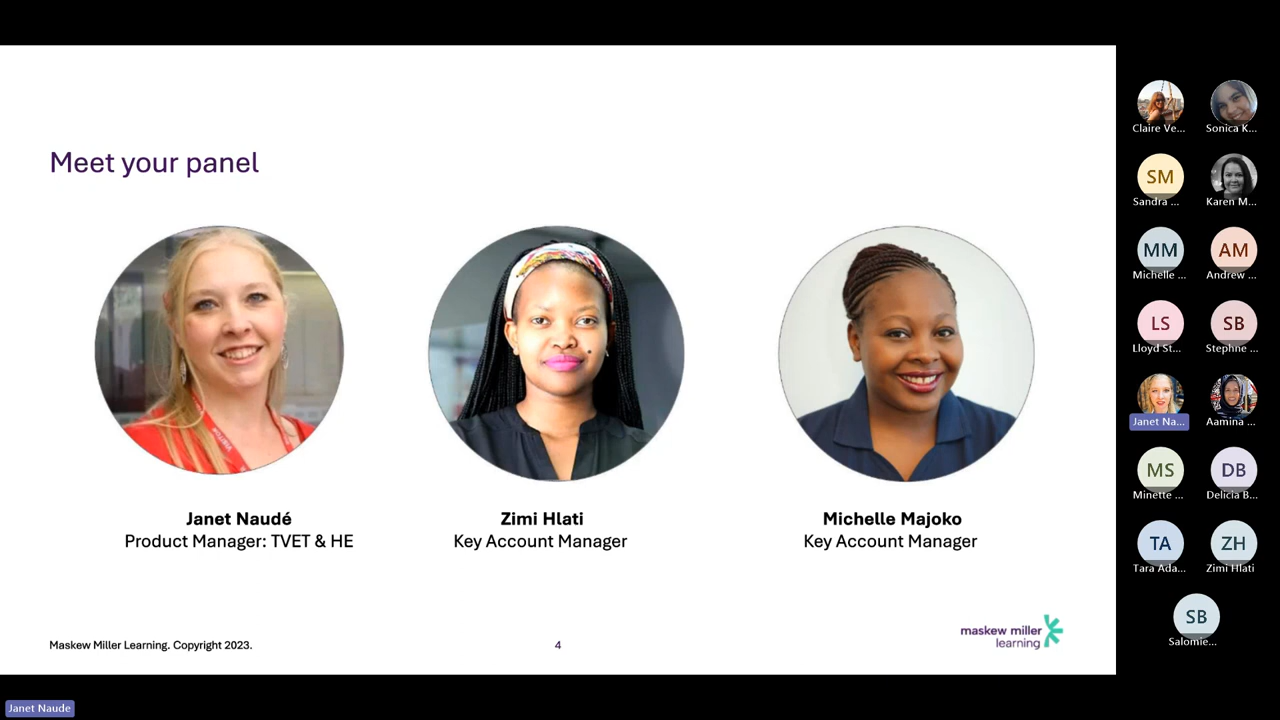 Meet your panel
Janet Naudé
Product Manager: TVET & HE
Zimi Hlati
Key Account Manager
Michelle Majoko
Key Account Manager
Maskew Miller Learning. Copyright 2023.
4
maskew miller
learning
Claire Ve...
Sonica K...
SM
Sandra ...
Karen M...
MM
Michelle ...
AM
Andrew ...
LS
Lloyd St...
SB
Stephne ...
Janet Na...
Aamina ...
MS
Minette ...
DB
Delicia B...
TA
Tara Ada...
ZH
Zimi Hlati
SB
Salomie...
Janet Naude